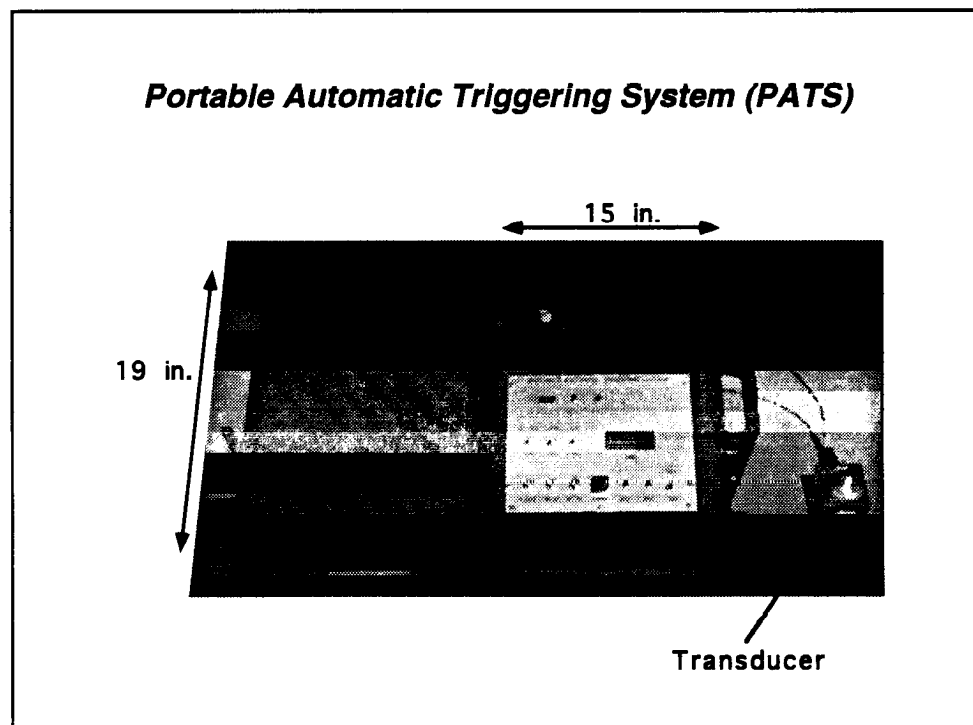 Portable Automatic Triggering System (PATS)
15 in.
19 in.
Transducer